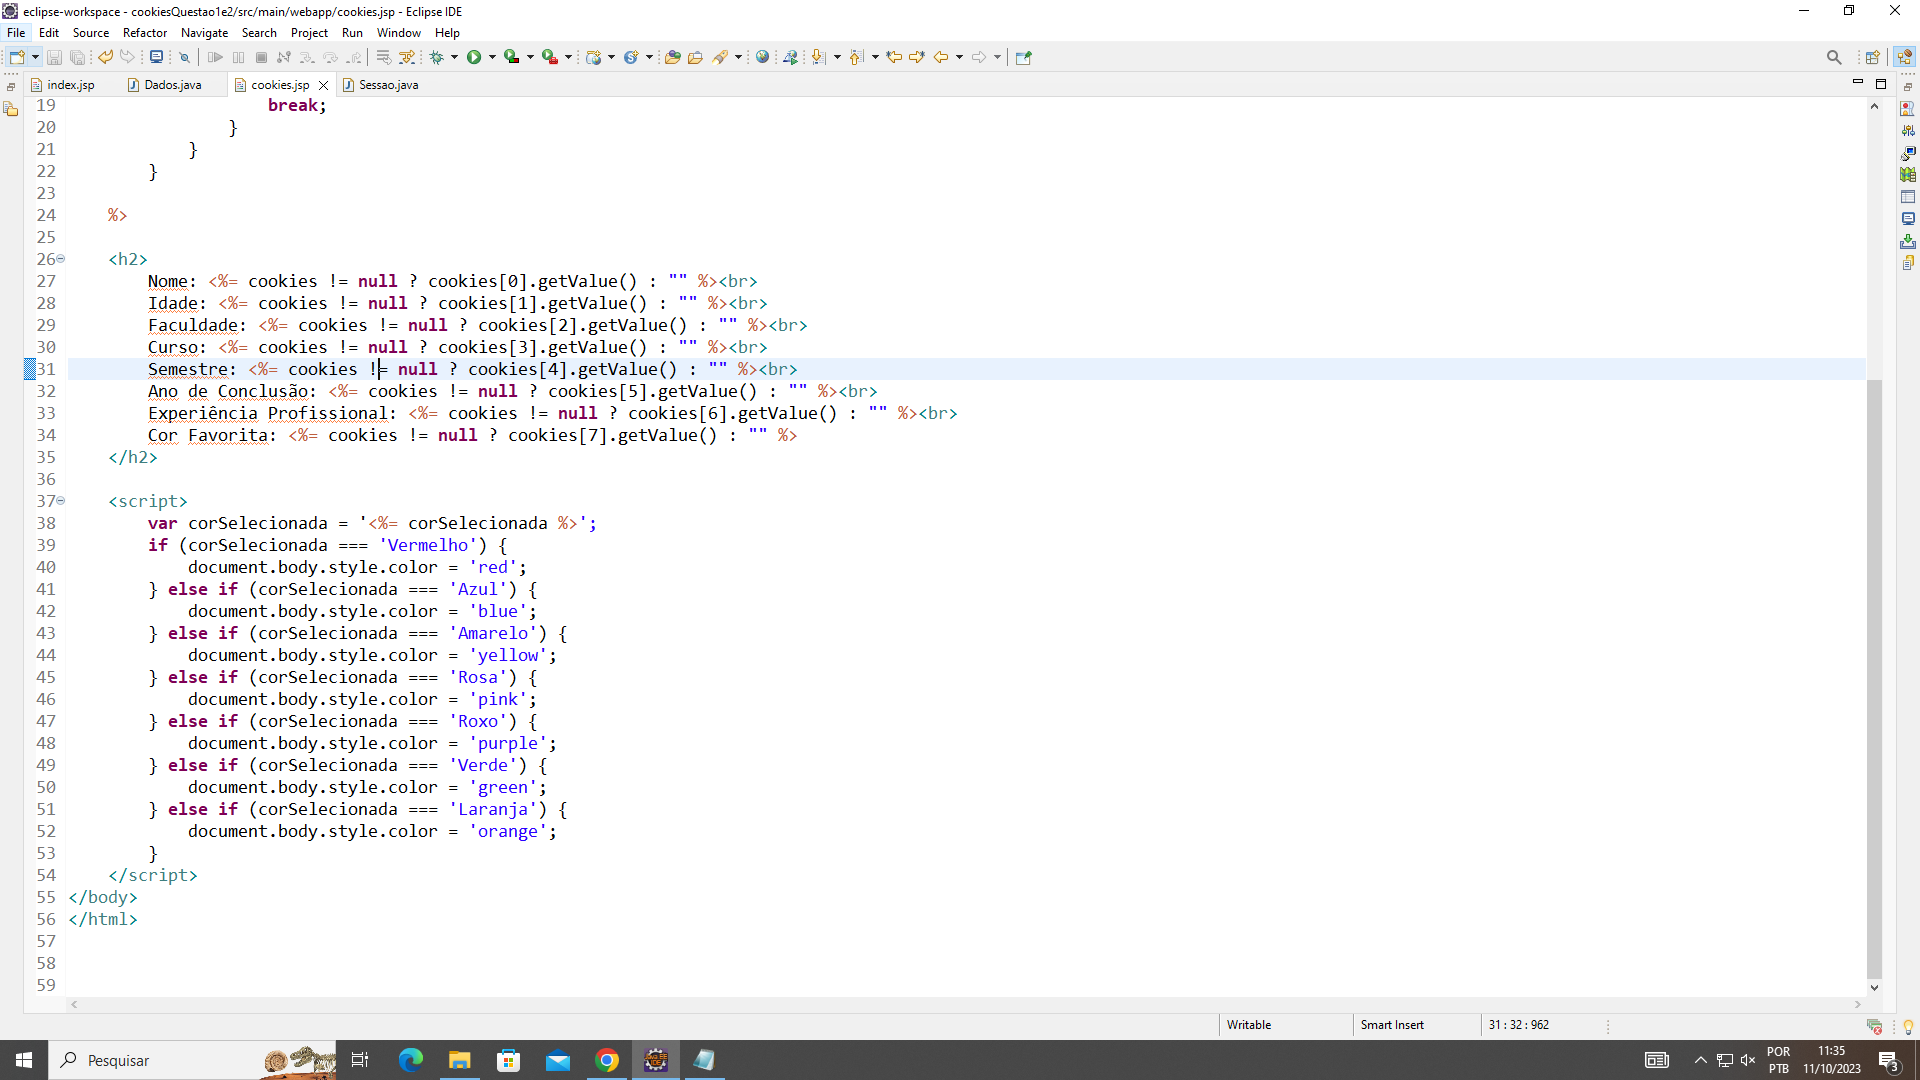 eclipse-workspace - cookiesQuestao1e2/src/main/webapp/cookies.jsp - Eclipse IDE
File Edit Source Refactor Navigate Search Project Run Window Help
index.jsp Dados.java cookies.jsp Sessao.java
19 break;
20 }
21 }
22 }
23
24 %>
25
26 <h2>
27 Nome: <%= cookies != null ? cookies[0].getValue() : "" %><br>
28 Idade: <%= cookies != null ? cookies[1].getValue() : "" %><br>
29 Faculdade: <%= cookies != null ? cookies[2].getValue() : "" %><br>
30 Curso: <%= cookies != null ? cookies[3].getValue() : "" %><br>
31 Semestre: <%= cookies != null ? cookies[4].getValue() : "" %><br>
32 Ano de Conclusão: <%= cookies != null ? cookies[5].getValue() : "" %><br>
33 Experiência Profissional: <%= cookies != null ? cookies[6].getValue() : "" %><br>
34 Cor Favorita: <%= cookies != null ? cookies[7].getValue() : "" %>
35 </h2>
36
37 <script>
38 var corSelecionada = '<%= corSelecionada %>';
39 if (corSelecionada === 'Vermelho') {
40 document.body.style.color = 'red';
41 } else if (corSelecionada === 'Azul') {
42 document.body.style.color = 'blue';
43 } else if (corSelecionada === 'Amarelo') {
44 document.body.style.color = 'yellow';
45 } else if (corSelecionada === 'Rosa') {
46 document.body.style.color = 'pink';
47 } else if (corSelecionada === 'Roxo') {
48 document.body.style.color = 'purple';
49 } else if (corSelecionada === 'Verde') {
50 document.body.style.color = 'green';
51 } else if (corSelecionada === 'Laranja') {
52 document.body.style.color = 'orange';
53 }
54 </script>
55 </body>
56 </html>
57
58
59
Writable Smart Insert 31 : 32 : 962
Pesquisar
POR
PTB
11:35
11/10/2023
3